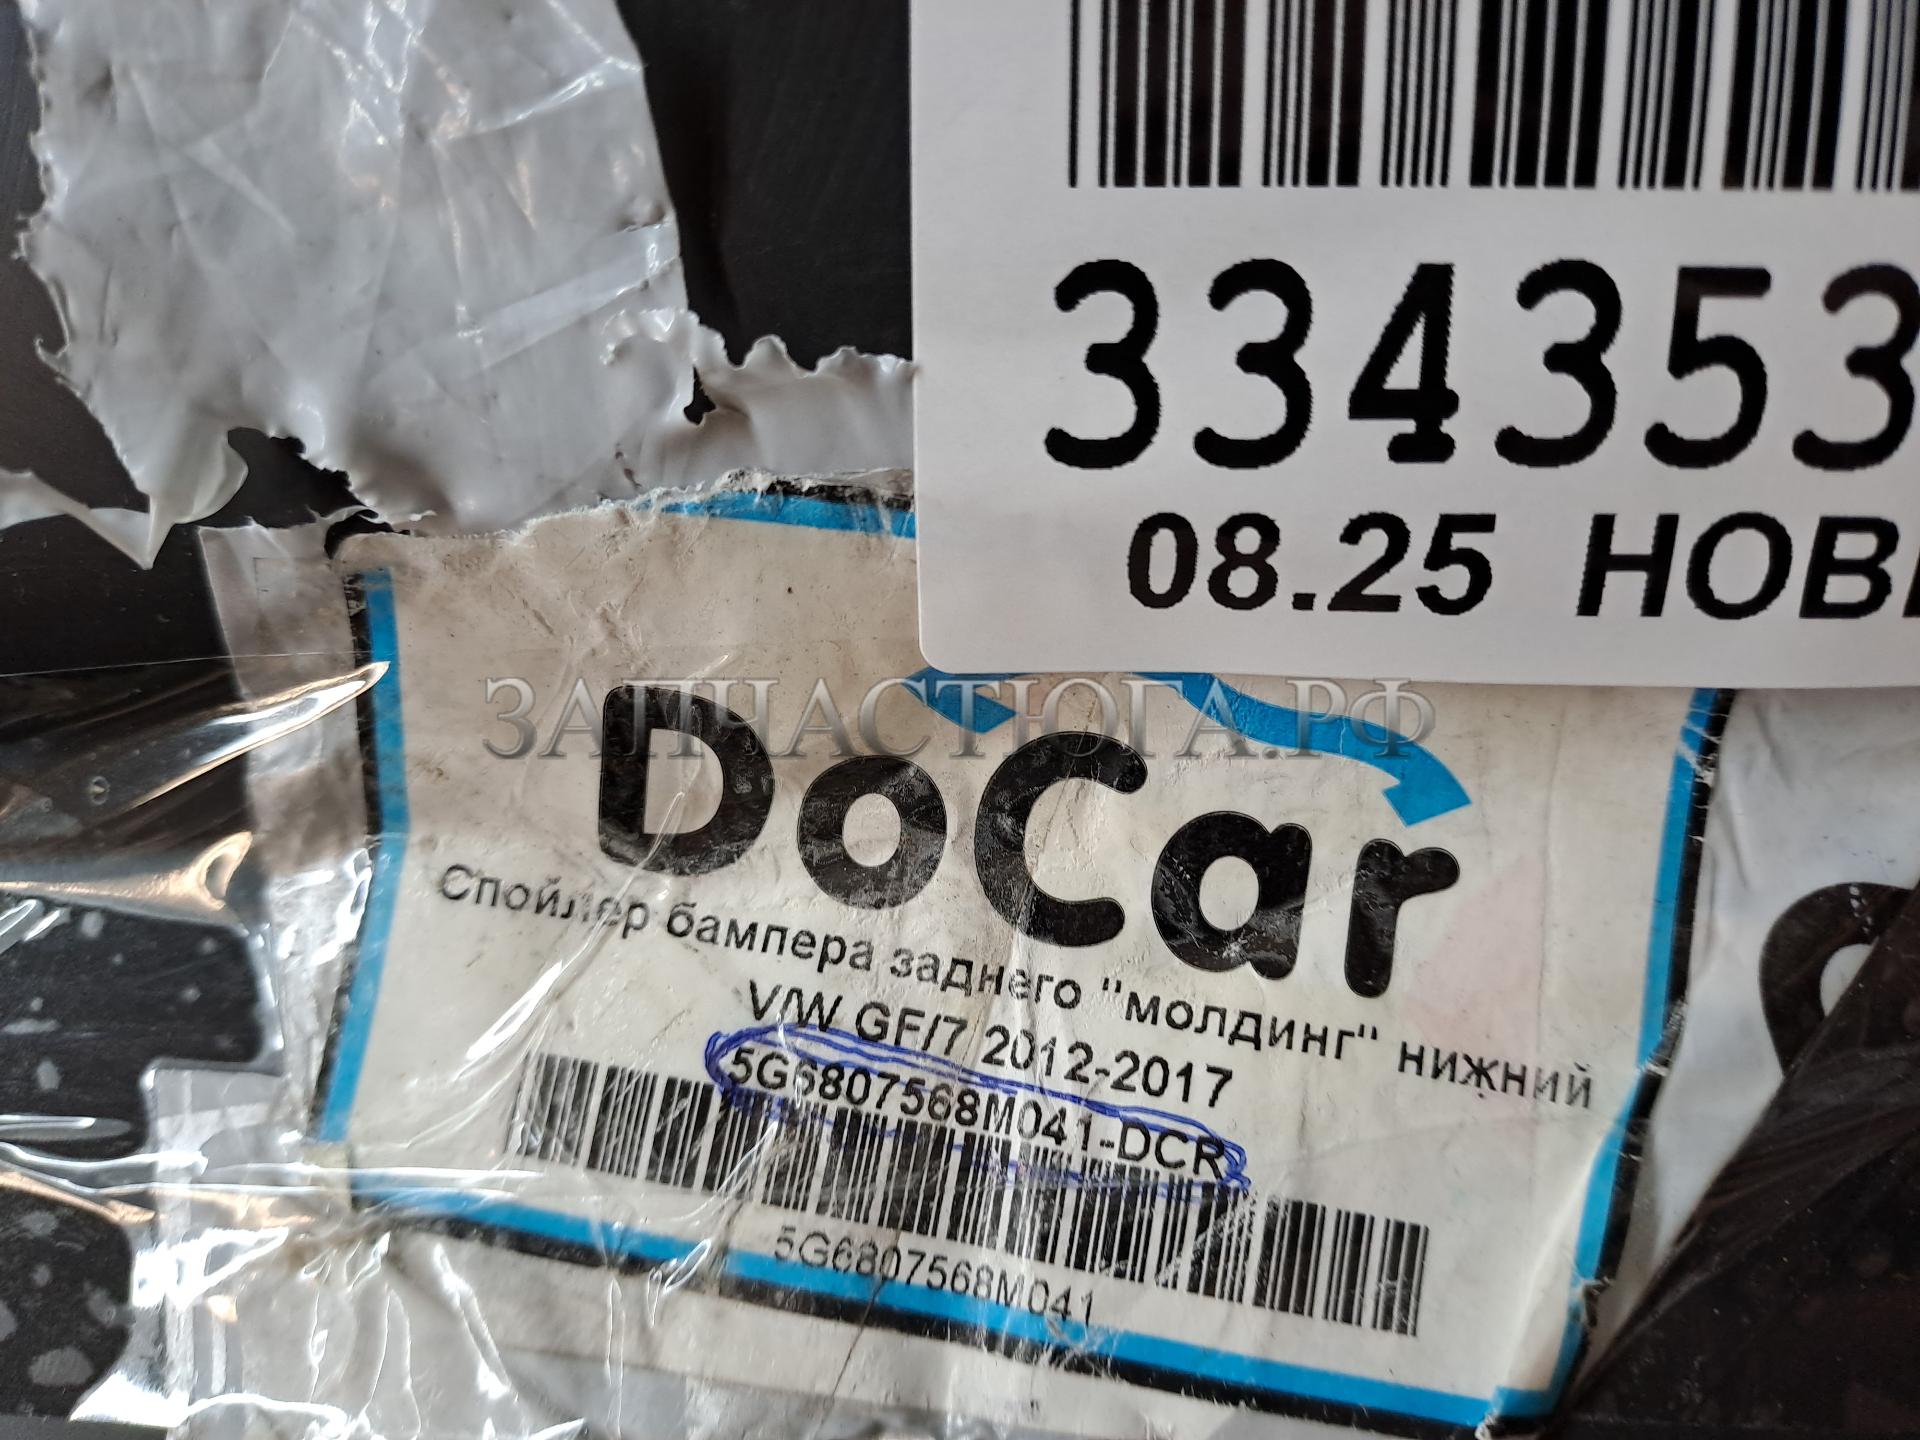 334353
08.25 НОВ
ЗАПЧАСТЮГА.РФ
DoCar
Спойлер бампера заднего "молдинг" нижний
V/W GF/7 2012-2017
5G6807568M041-DCR
5G6807568M041